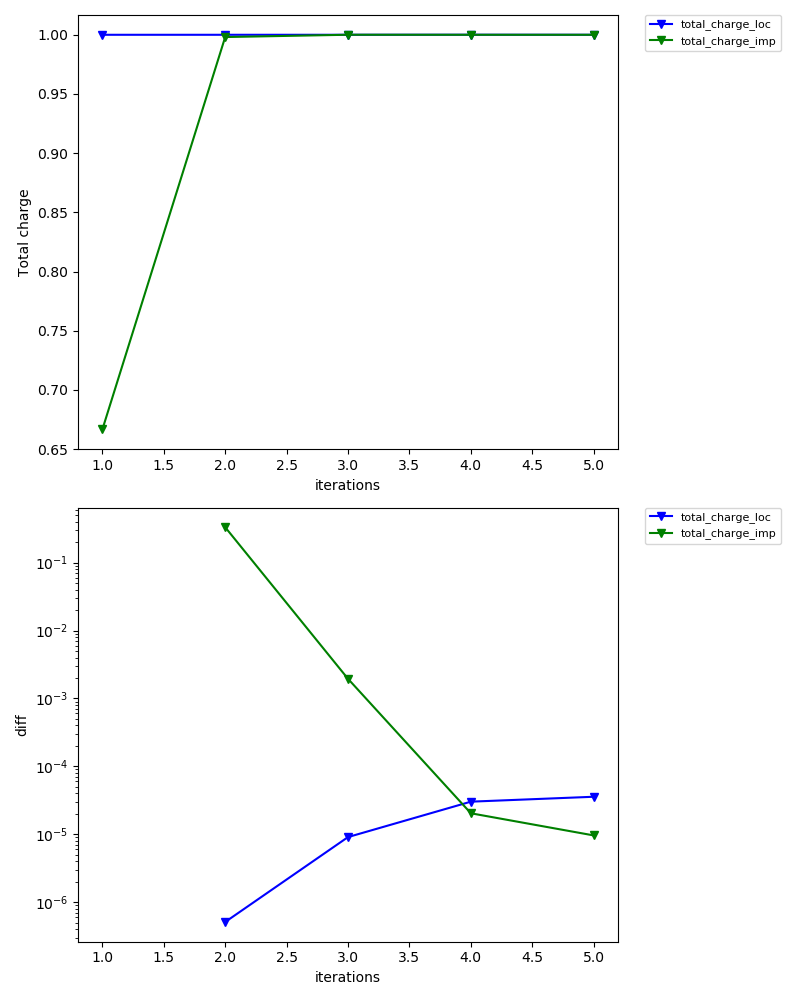 total_charge_loc
total_charge_imp
1.00
0.95
0.90
0.85
0.80
0.75
0.70
0.65
Total charge
1.0 1.5 2.0 2.5 3.0 3.5 4.0 4.5 5.0
iterations
total_charge_loc
total_charge_imp
10⁻¹
10⁻²
10⁻³
10⁻⁴
10⁻⁵
10⁻⁶
diff
1.0 1.5 2.0 2.5 3.0 3.5 4.0 4.5 5.0
iterations